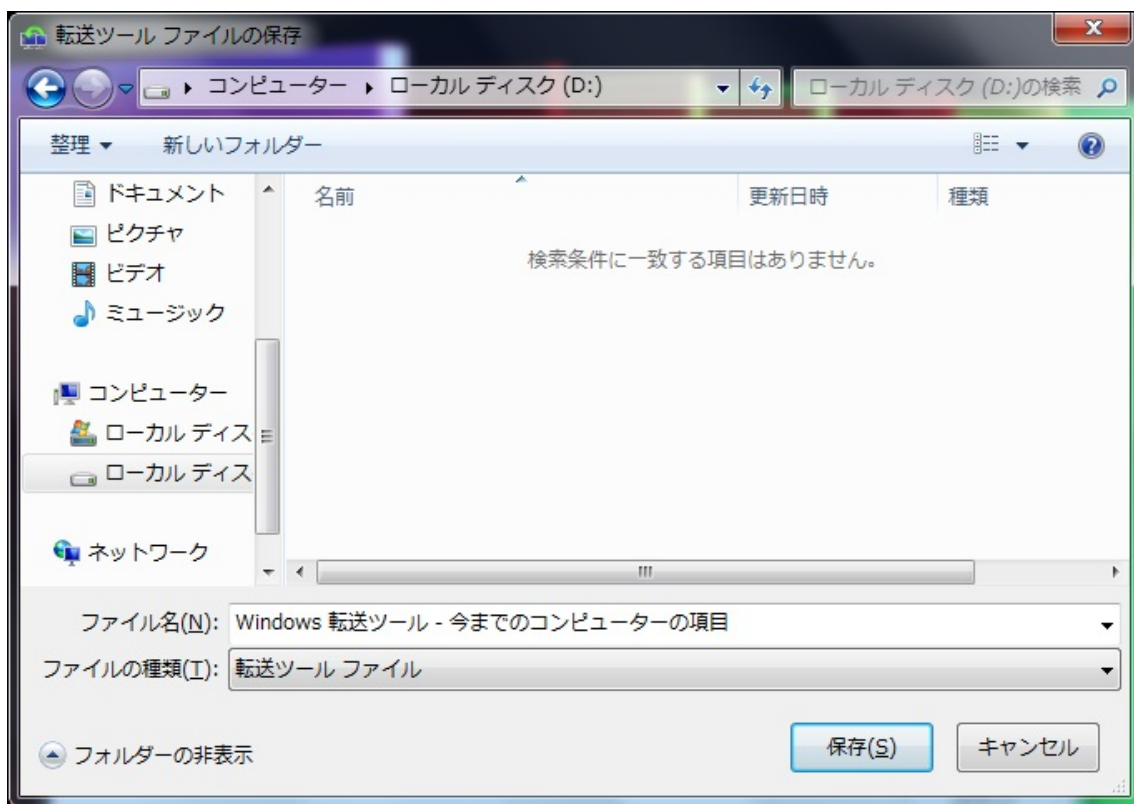 転送ツール ファイルの保存
コンピューター ローカル ディスク (D:)
ローカル ディスク (D:)の検索
整理 新しいフォルダー
名前 更新日時 種類
検索条件に一致する項目はありません。
ドキュメント
ピクチャ
ビデオ
ミュージック
コンピューター
ローカル ディス
ローカル ディス
ネットワーク
ファイル名(N): Windows 転送ツール - 今までのコンピューターの項目
ファイルの種類(T): 転送ツール ファイル
フォルダーの非表示
保存(S) キャンセル